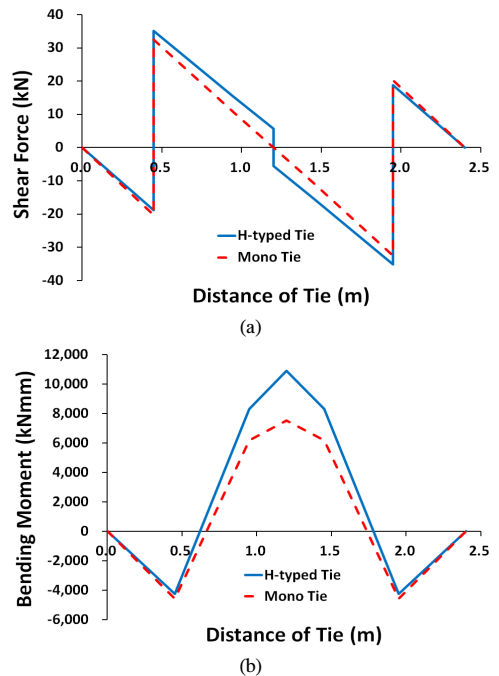 40
30
20
10
0
-10
-20
-30
-40
Shear Force (kN)
0.0 0.5 1.0 1.5 2.0 2.5
H-typed Tie
Mono Tie
Distance of Tie (m)
(a)
12,000
10,000
8,000
6,000
4,000
2,000
0
-2,000
-4,000
-6,000
Bending Moment (kNmm)
0.0 0.5 1.0 1.5 2.0 2.5
H-typed Tie
Mono Tie
Distance of Tie (m)
(b)